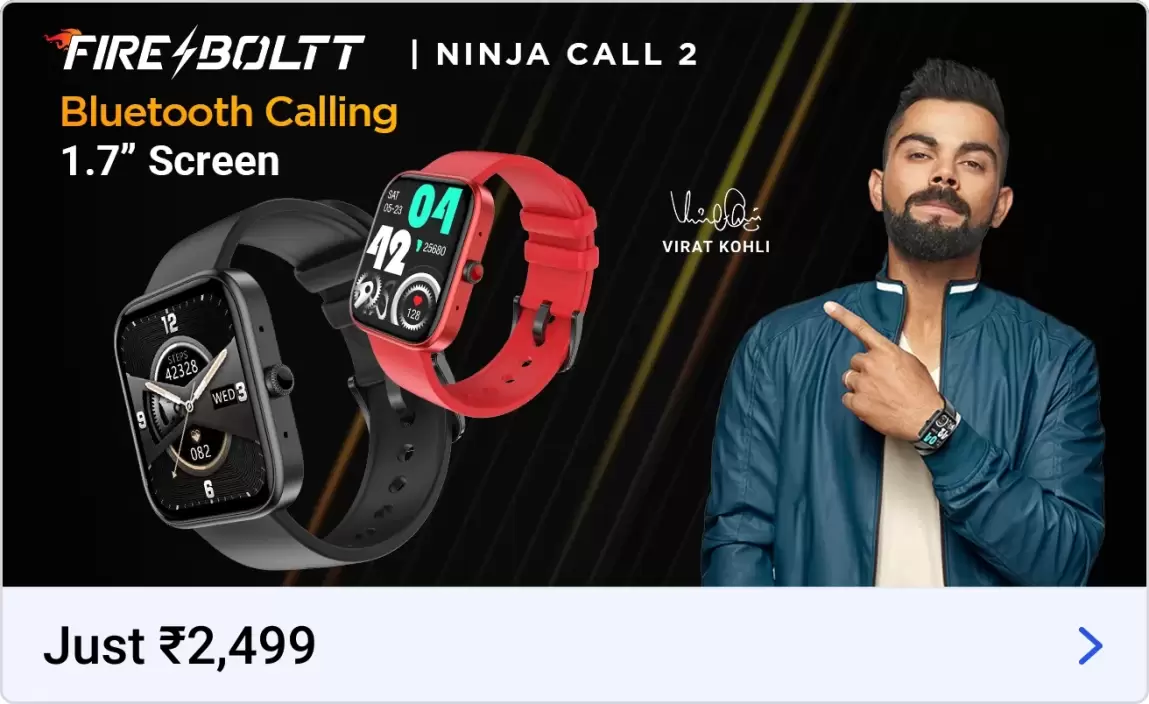 FIRE-BOLTT | NINJA CALL 2
Bluetooth Calling
1.7” Screen
SAT
05-23
04
42
25680
128
12
STEPS
42328
WED 3
9
082
6
VIRAT KOHLI
Just ₹2,499